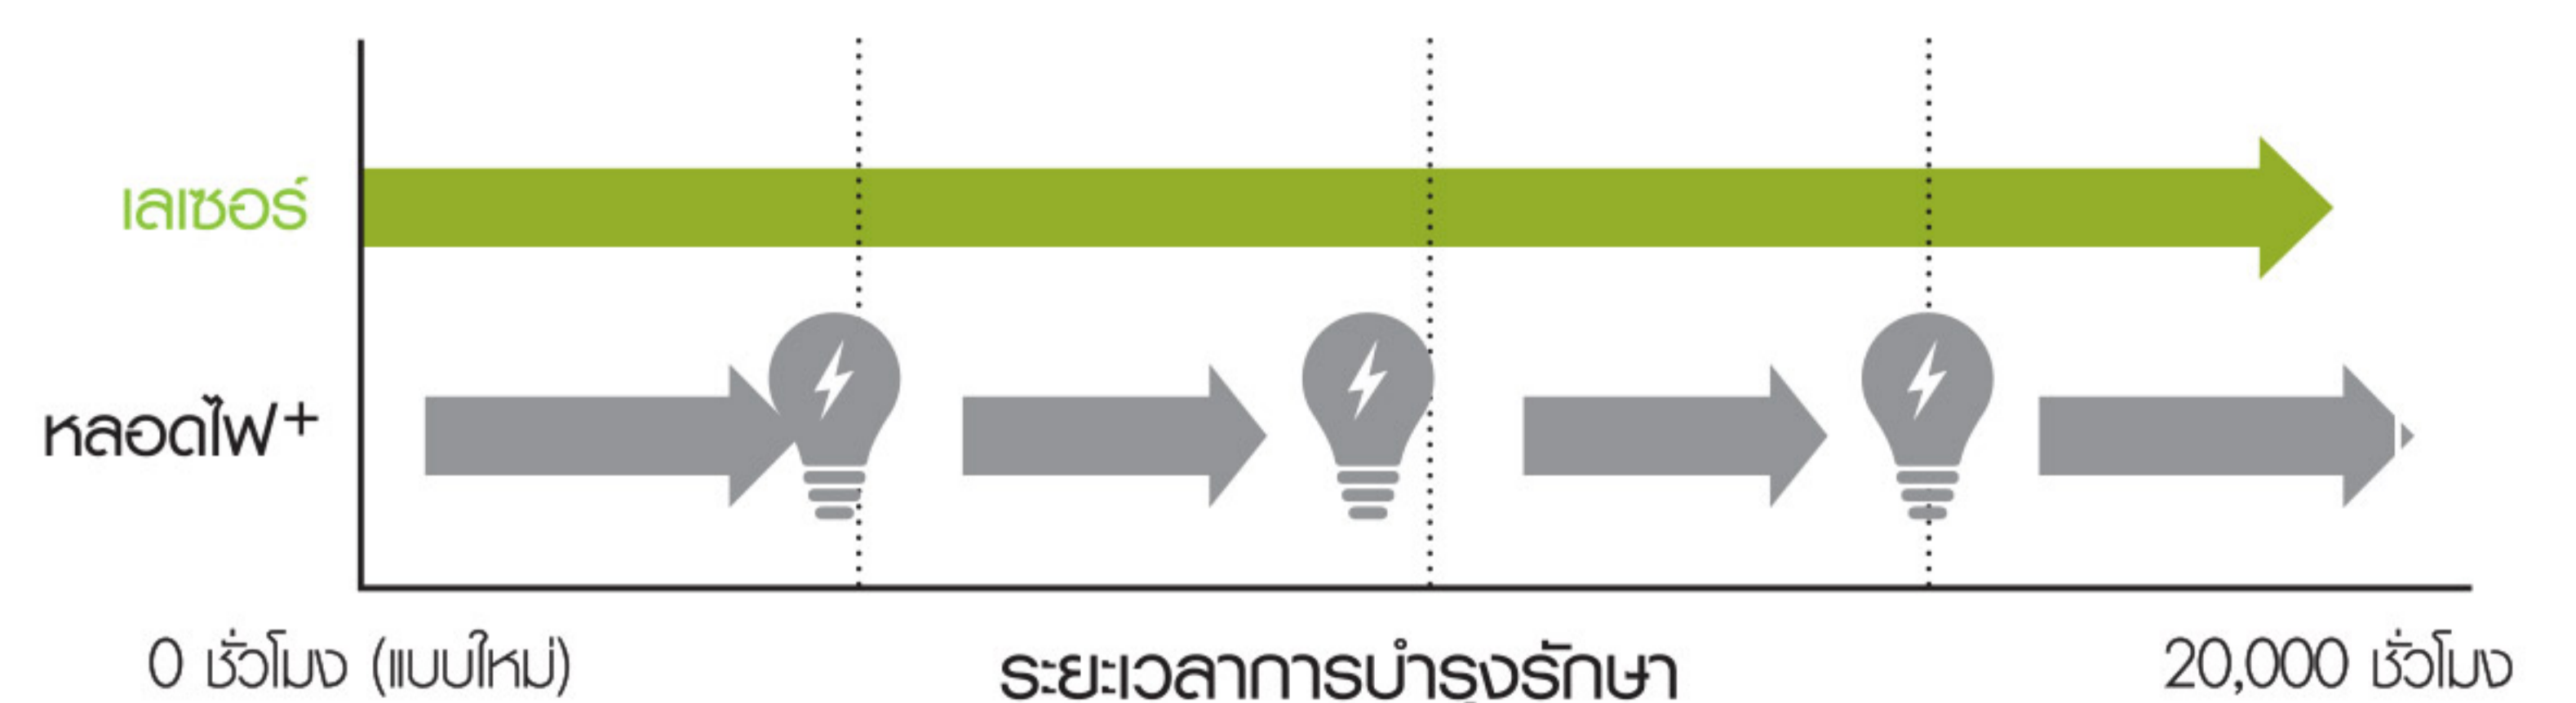 เลเซอร์
หลอดไฟ+
0 ชั่วโมง (แบบใหม่)
ระยะเวลาการบำรุงรักษา
20,000 ชั่วโมง